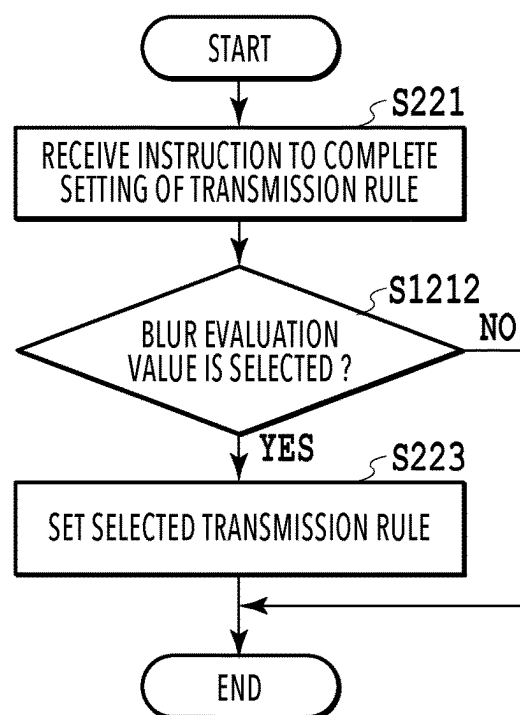 START
S221
RECEIVE INSTRUCTION TO COMPLETE
SETTING OF TRANSMISSION RULE
S1212
BLUR EVALUATION
VALUE IS SELECTED ?
NO
YES
S223
SET SELECTED TRANSMISSION RULE
END